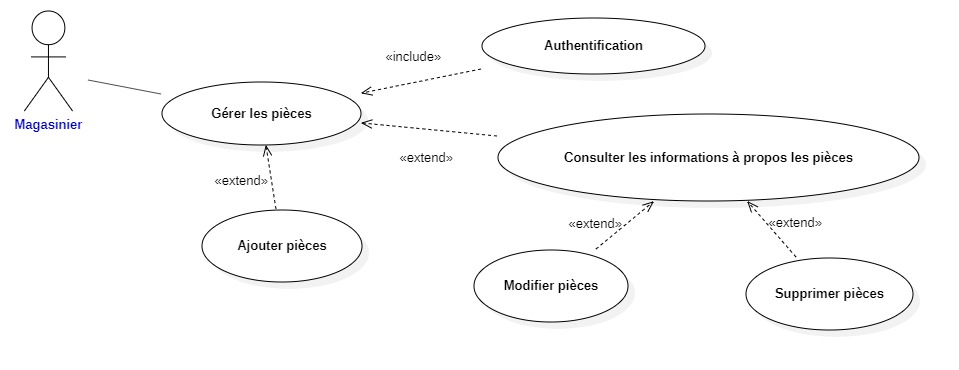 Magasinier
«include»
Authentification
Gérer les pièces
«extend»
Consulter les informations à propos les pièces
«extend»
Ajouter pièces
«extend»
«extend»
Modifier pièces
Supprimer pièces